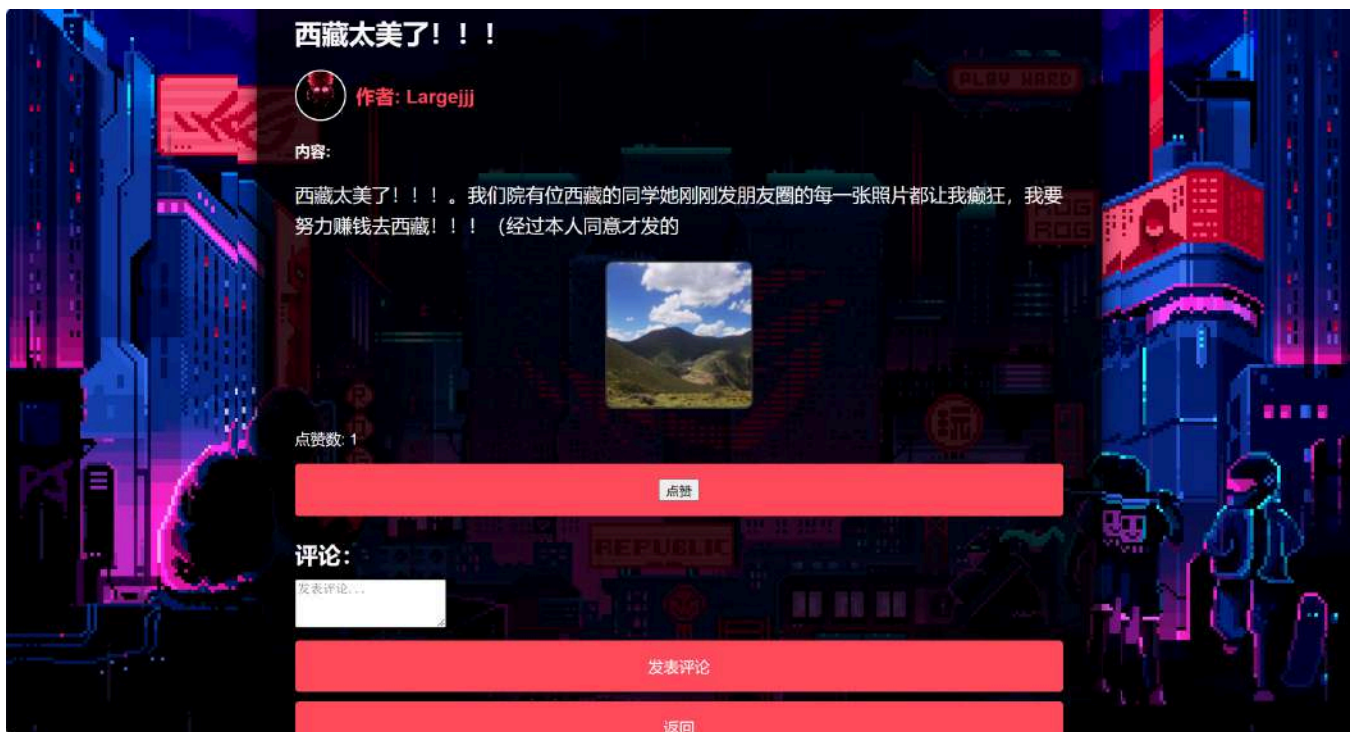 西藏太美了！！！
PLAY HARD
作者: Largejjj
内容:
西藏太美了！！！。我们院有位西藏的同学她刚刚发朋友圈的每一张照片都让我癫狂，我要
努力赚钱去西藏！！！（经过本人同意才发的
ROG
ROG
点赞数: 1
玩
点赞
REPUBLIC
评论：
发表评论...
发表评论
返回